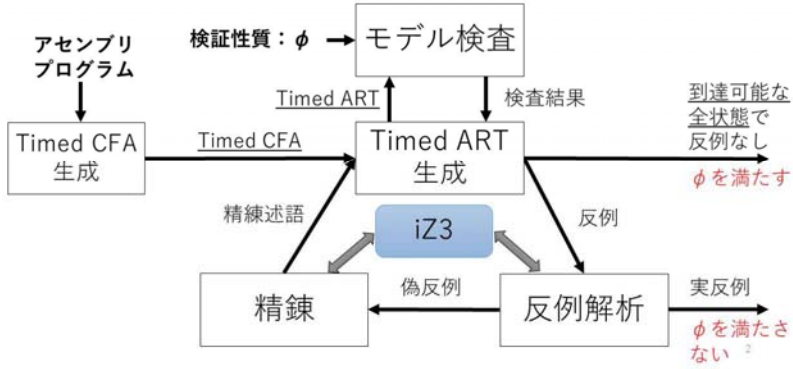 アセンブリ
プログラム
検証性質：ϕ
モデル検査
Timed ART
検査結果
到達可能な
全状態で
反例なし
Timed CFA
生成
Timed CFA
Timed ART
生成
ϕを満たす
精練述語
iZ3
反例
精錬
偽反例
反例解析
実反例
ϕを満たさ
ない
2